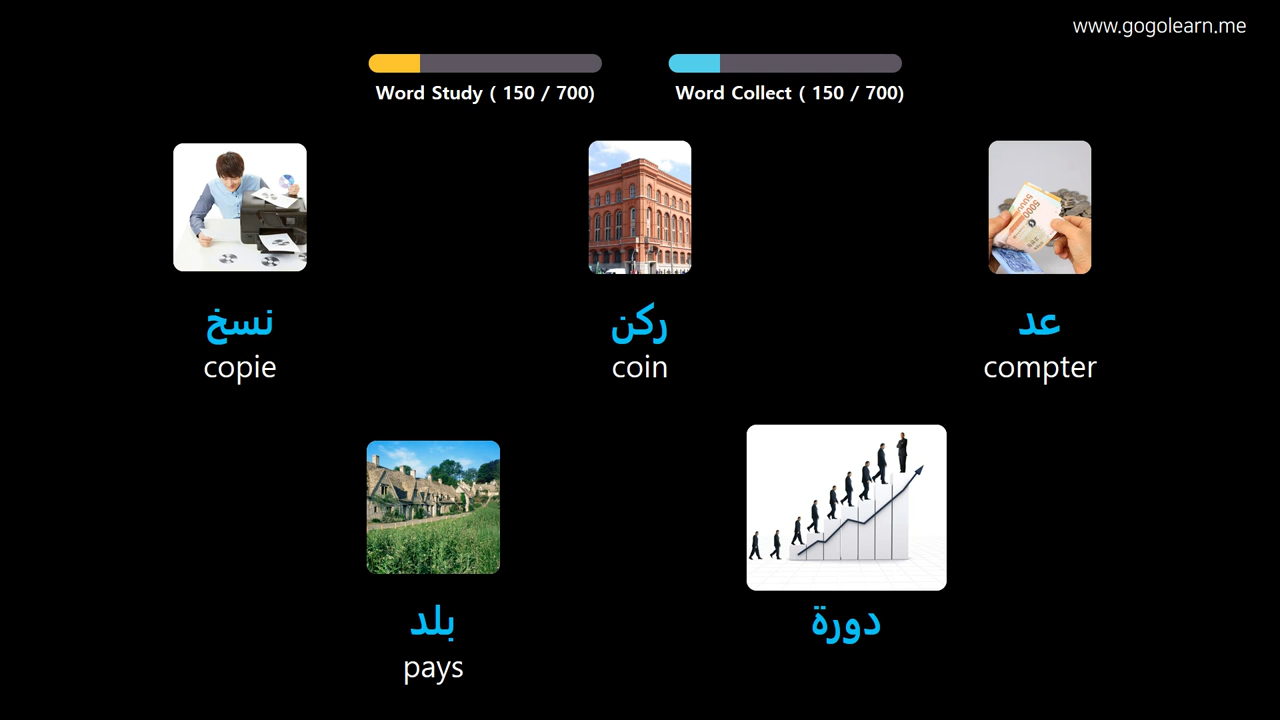 www.gogolearn.me
Word Study ( 150 / 700)
Word Collect ( 150 / 700)
نسخ
copie
ركن
coin
عد
compter
بلد
pays
دورة